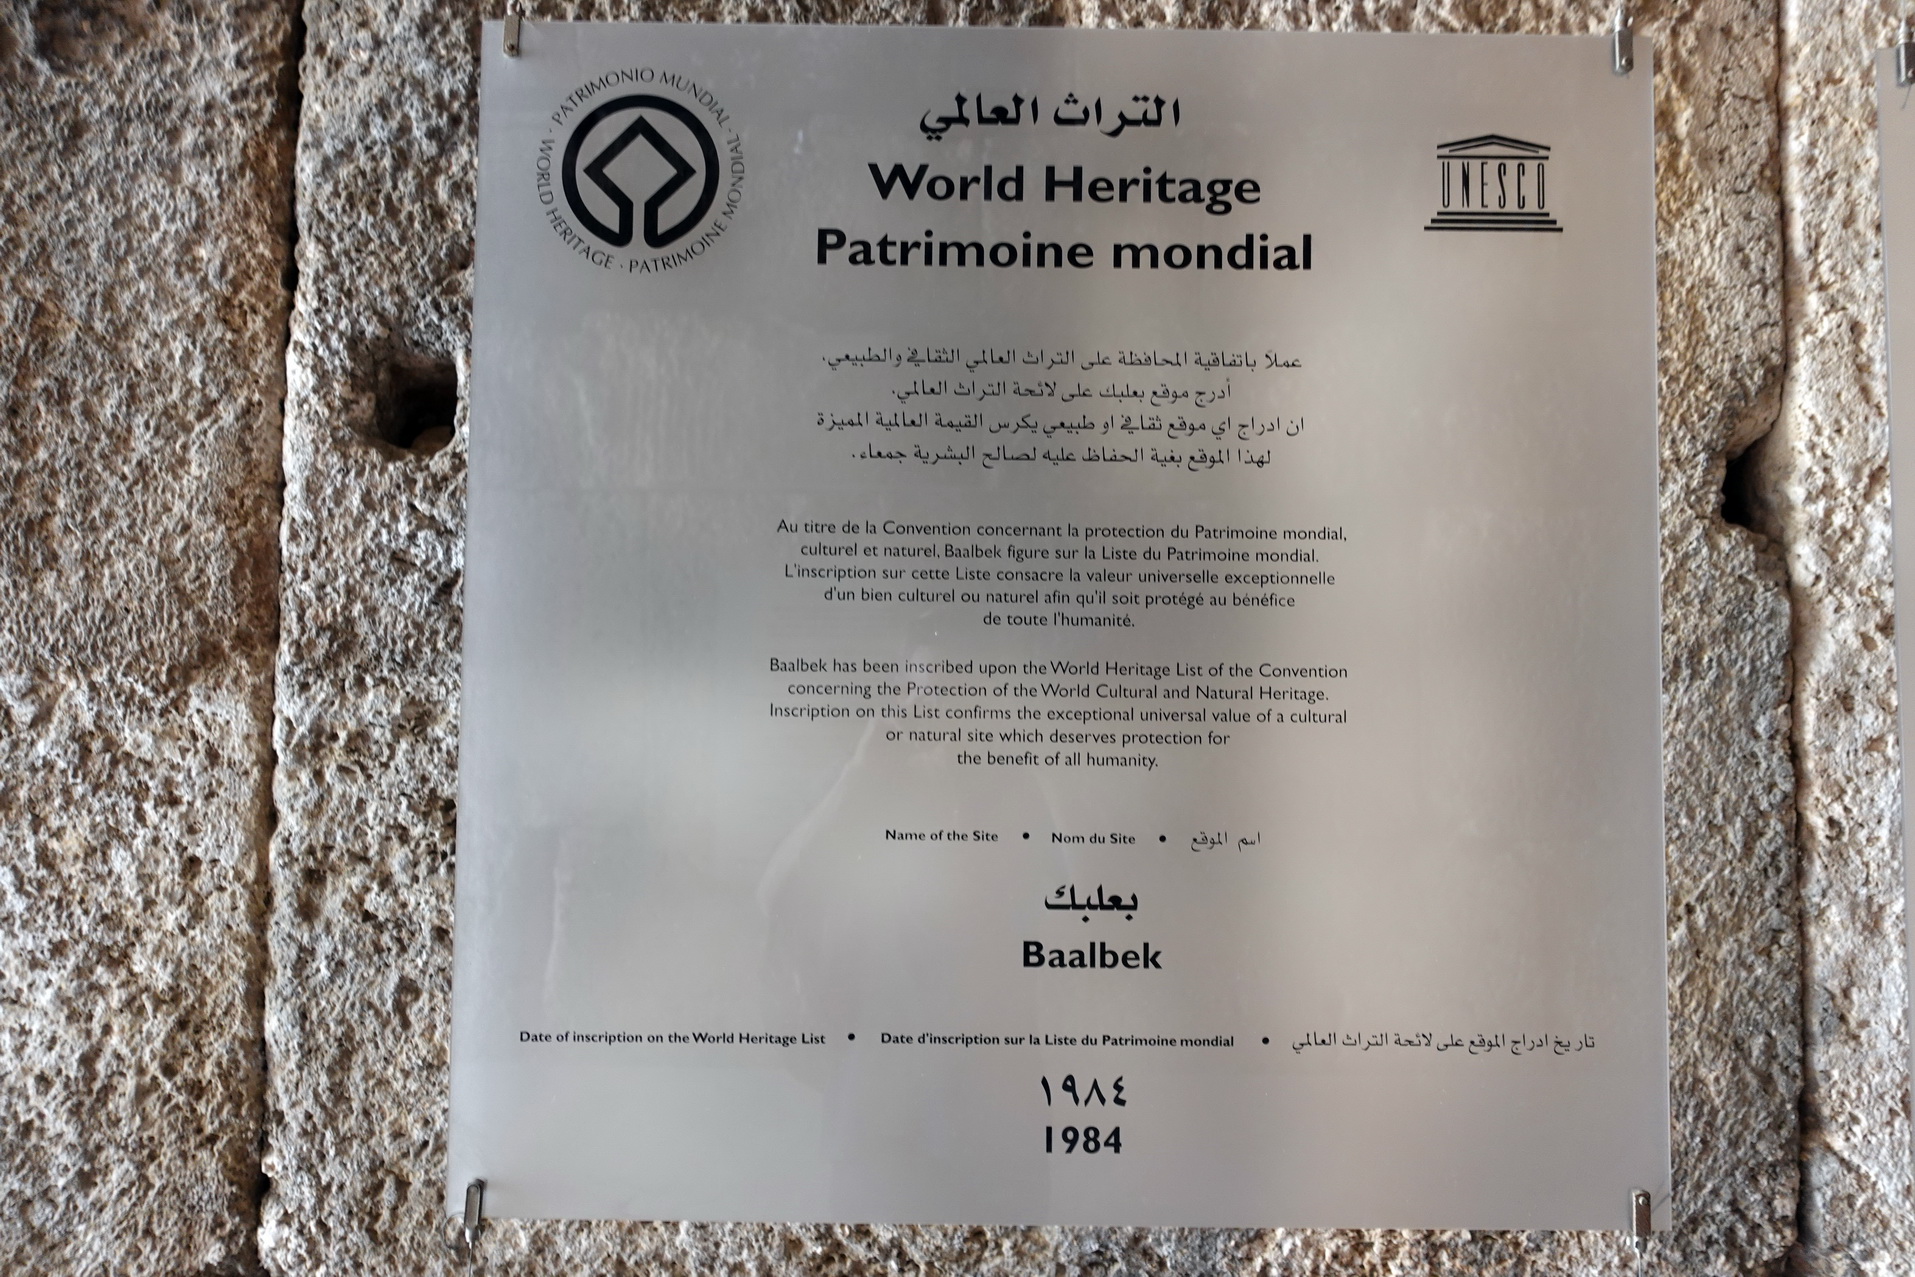 PATRIMONIO MUNDIAL · PATRIMOINE MONDIAL · WORLD HERITAGE ·
التراث العالمي
World Heritage
Patrimoine mondial
UNESCO
عملاً باتفاقية المحافظة على التراث العالمي الثقافي والطبيعي.
أدرج موقع بعلبك على لائحة التراث العالمي.
ان ادراج اي موقع ثقافي او طبيعي يكرس القيمة العالمية المميزة
لهذا الموقع بغية الحفاظ عليه لصالح البشرية جمعاء.
Au titre de la Convention concernant la protection du Patrimoine mondial,
culturel et naturel, Baalbek figure sur la Liste du Patrimoine mondial.
L'inscription sur cette Liste consacre la valeur universelle exceptionnelle
d'un bien culturel ou naturel afin qu'il soit protégé au bénéfice
de toute l'humanité.
Baalbek has been inscribed upon the World Heritage List of the Convention
concerning the Protection of the World Cultural and Natural Heritage.
Inscription on this List confirms the exceptional universal value of a cultural
or natural site which deserves protection for
the benefit of all humanity.
Name of the Site • Nom du Site • اسم الموقع
بعلبك
Baalbek
Date of inscription on the World Heritage List • Date d'inscription sur la Liste du Patrimoine mondial • تاريخ ادراج الموقع على لائحة التراث العالمي
١٩٨٤
1984